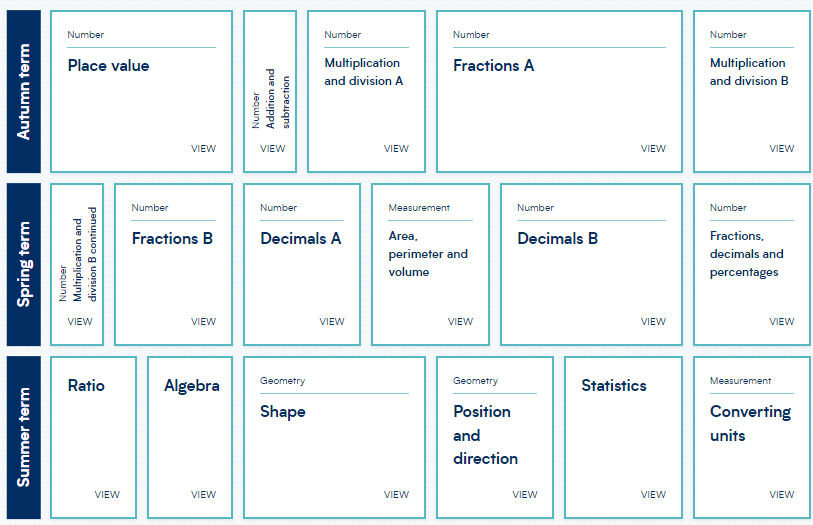 Autumn term
Number
Place value
VIEW
Number
Addition and
subtraction
VIEW
Number
Multiplication
and division A
VIEW
Number
Fractions A
VIEW
Number
Multiplication
and division B
VIEW
Spring term
Number
Multiplication and
division B continued
VIEW
Number
Fractions B
VIEW
Number
Decimals A
VIEW
Measurement
Area,
perimeter and
volume
VIEW
Number
Decimals B
VIEW
Number
Fractions,
decimals and
percentages
VIEW
Summer term
Ratio
VIEW
Algebra
VIEW
Geometry
Shape
VIEW
Geometry
Position
and
direction
VIEW
Statistics
VIEW
Measurement
Converting
units
VIEW